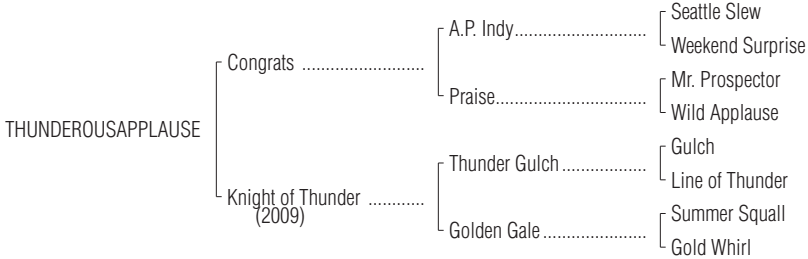 Seattle Slew
A.P. Indy..............................
Weekend Surprise
Congrats ...........................
Mr. Prospector
Praise..................................
Wild Applause
THUNDEROUSAPPLAUSE
Gulch
Thunder Gulch...................
Line of Thunder
Knight of Thunder ............
(2009)
Summer Squall
Golden Gale.......................
Gold Whirl